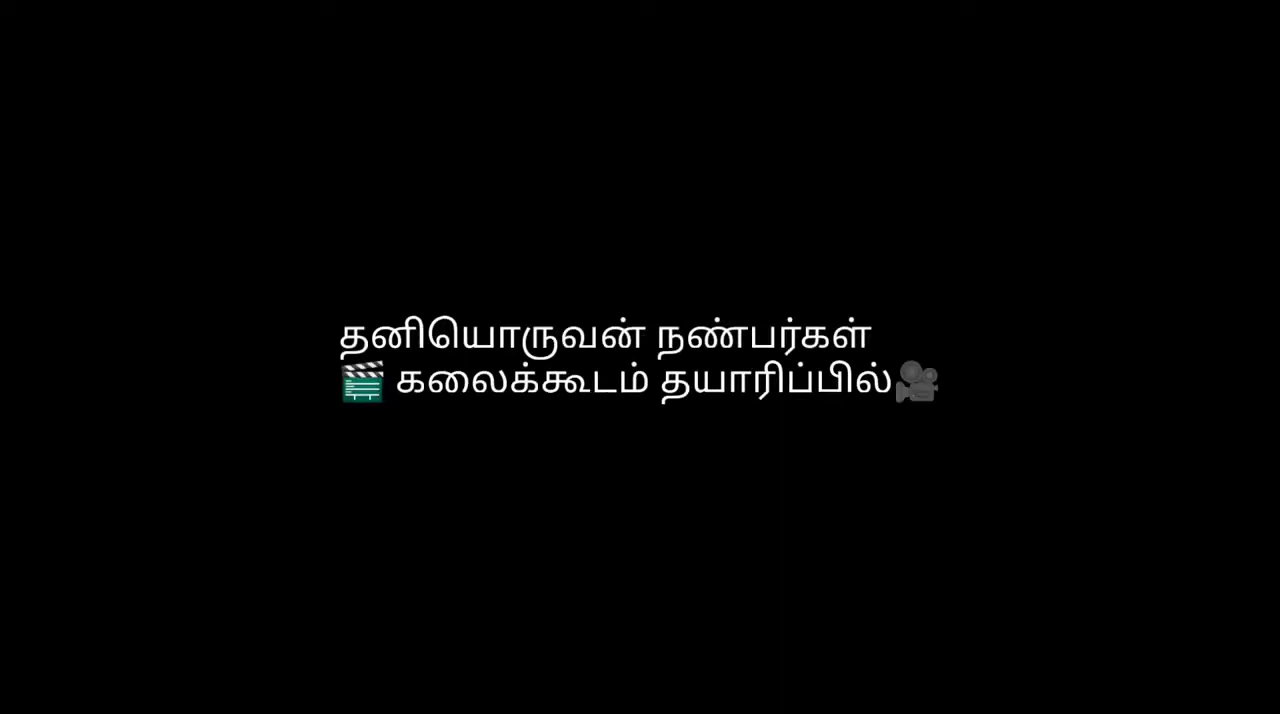 தனியொருவன் நண்பர்கள்
🎬 கலைக்கூடம் தயாரிப்பில்🎥